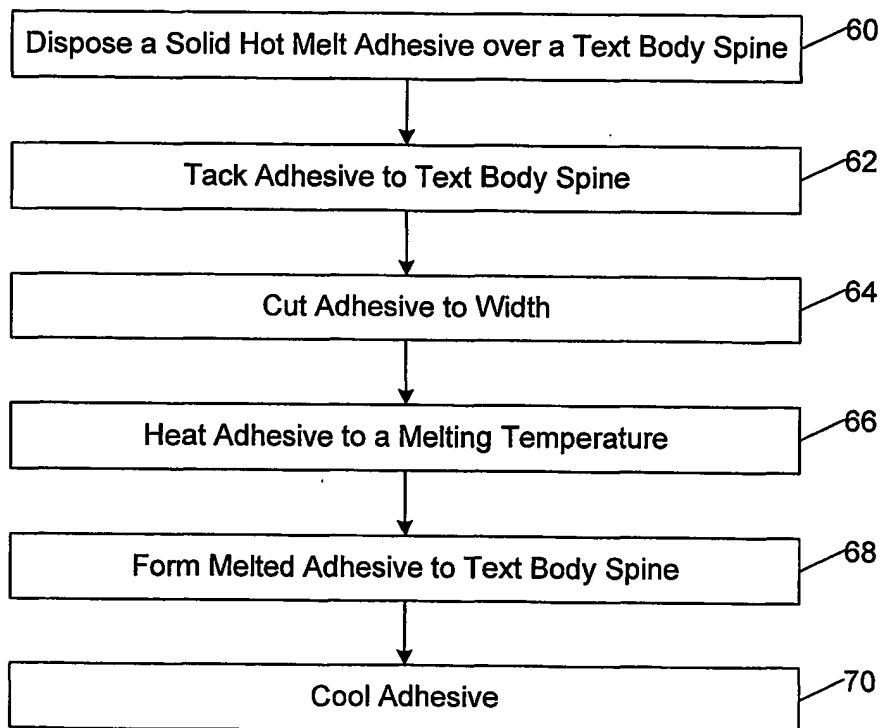 Dispose a Solid Hot Melt Adhesive over a Text Body Spine
60
Tack Adhesive to Text Body Spine
62
Cut Adhesive to Width
64
Heat Adhesive to a Melting Temperature
66
Form Melted Adhesive to Text Body Spine
68
Cool Adhesive
70